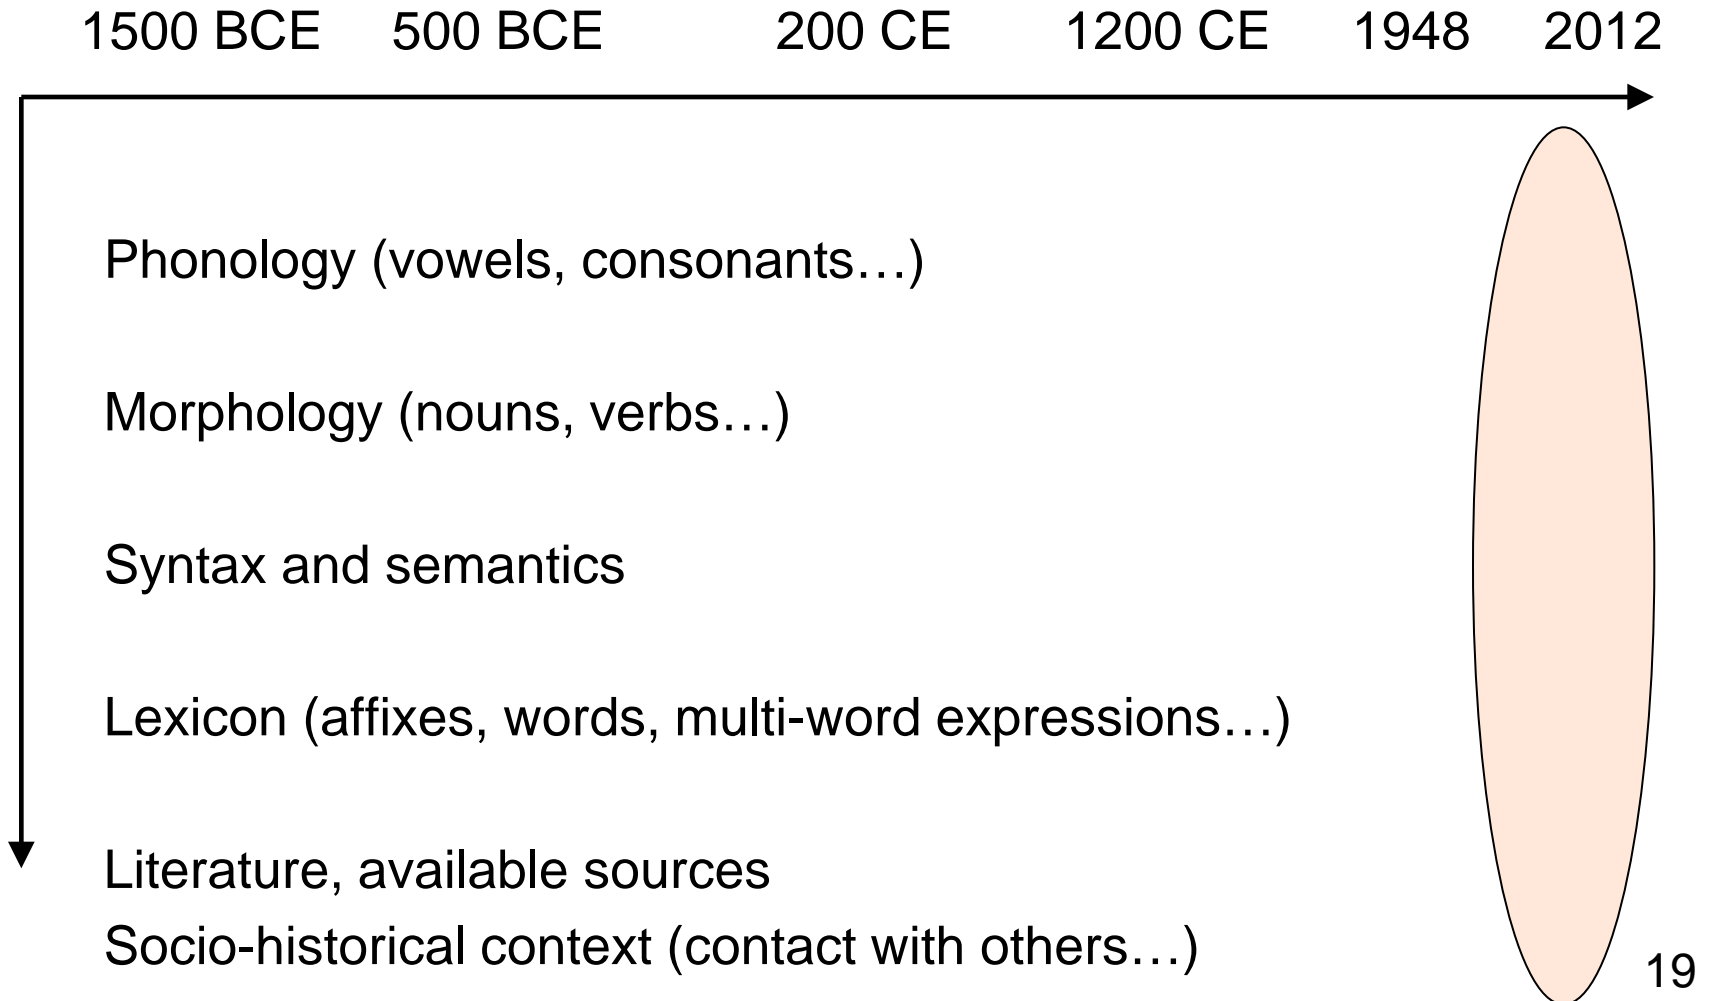 1500 BCE 500 BCE 200 CE 1200 CE 1948 2012
Phonology (vowels, consonants…)
Morphology (nouns, verbs…)
Syntax and semantics
Lexicon (affixes, words, multi-word expressions…)
Literature, available sources
Socio-historical context (contact with others…)
19